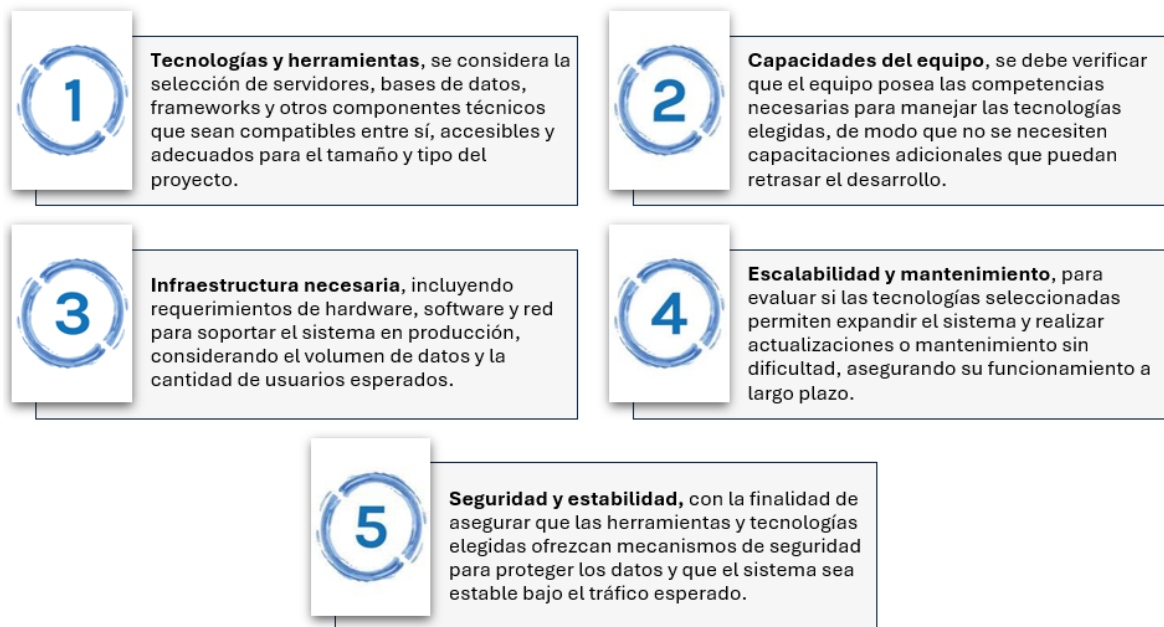 1
Tecnologías y herramientas, se considera la
selección de servidores, bases de datos,
frameworks y otros componentes técnicos
que sean compatibles entre sí, accesibles y
adecuados para el tamaño y tipo del
proyecto.
2
Capacidades del equipo, se debe verificar
que el equipo posea las competencias
necesarias para manejar las tecnologías
elegidas, de modo que no se necesiten
capacitaciones adicionales que puedan
retrasar el desarrollo.
3
Infraestructura necesaria, incluyendo
requerimientos de hardware, software y red
para soportar el sistema en producción,
considerando el volumen de datos y la
cantidad de usuarios esperados.
4
Escalabilidad y mantenimiento, para
evaluar si las tecnologías seleccionadas
permiten expandir el sistema y realizar
actualizaciones o mantenimiento sin
dificultad, asegurando su funcionamiento a
largo plazo.
5
Seguridad y estabilidad, con la finalidad de
asegurar que las herramientas y tecnologías
elegidas ofrezcan mecanismos de seguridad
para proteger los datos y que el sistema sea
estable bajo el tráfico esperado.